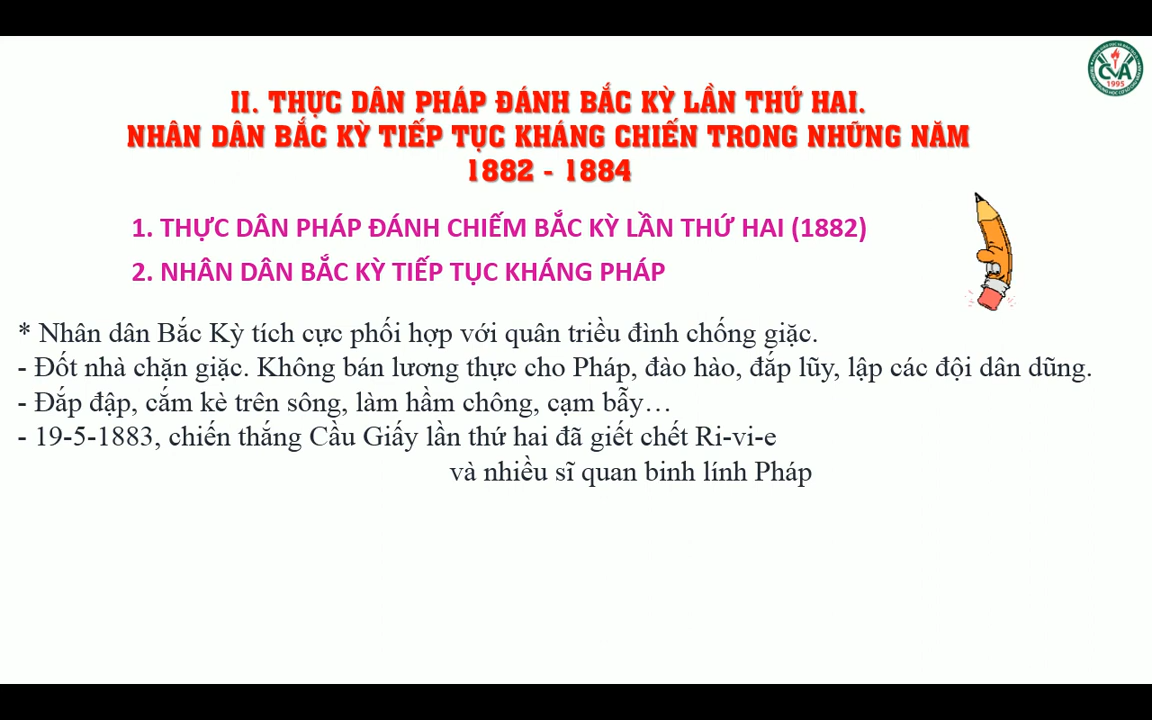 CVA
1995
II. THỰC DÂN PHÁP ĐÁNH BẮC KỲ LẦN THỨ HAI.
NHÂN DÂN BẮC KỲ TIẾP TỤC KHÁNG CHIẾN TRONG NHỮNG NĂM
1882 - 1884
1. THỰC DÂN PHÁP ĐÁNH CHIẾM BẮC KỲ LẦN THỨ HAI (1882)
2. NHÂN DÂN BẮC KỲ TIẾP TỤC KHÁNG PHÁP
* Nhân dân Bắc Kỳ tích cực phối hợp với quân triều đình chống giặc.
- Đốt nhà chặn giặc. Không bán lương thực cho Pháp, đào hào, đắp lũy, lập các đội dân dũng.
- Đắp đập, cắm kè trên sông, làm hầm chông, cạm bẫy…
- 19-5-1883, chiến thắng Cầu Giấy lần thứ hai đã giết chết Ri-vi-e
và nhiều sĩ quan binh lính Pháp